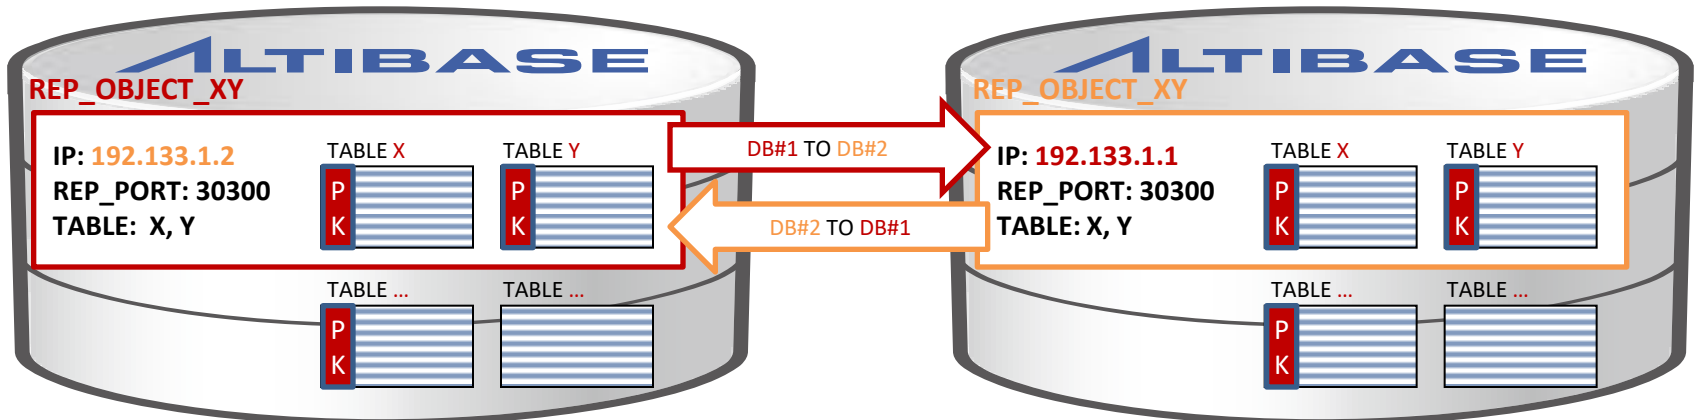 ALTIBASE
REP_OBJECT_XY
IP: 192.133.1.2
REP_PORT: 30300
TABLE:  X, Y
TABLE X
P
K
TABLE Y
P
K
TABLE ...
P
K
TABLE ...
DB#1 TO DB#2
DB#2 TO DB#1
ALTIBASE
REP_OBJECT_XY
IP: 192.133.1.1
REP_PORT: 30300
TABLE: X, Y
TABLE X
P
K
TABLE Y
P
K
TABLE ...
P
K
TABLE ...